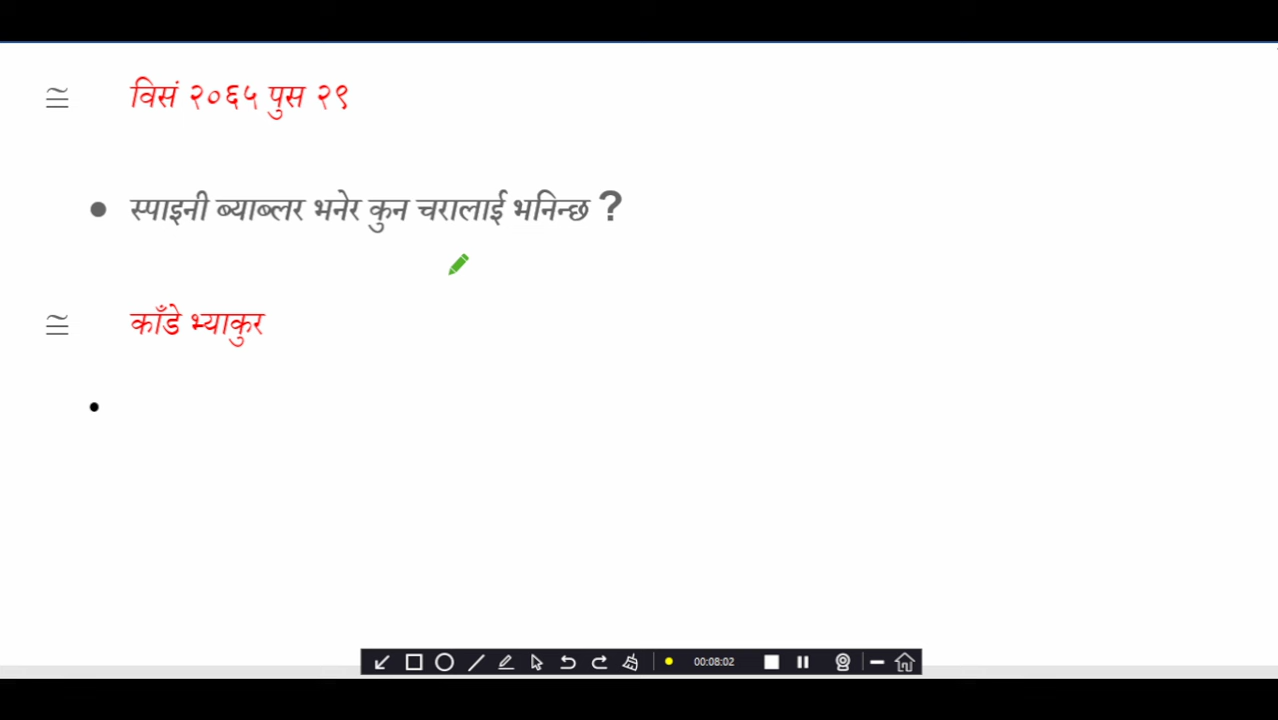 ≅ विसं २०६५ पुस २९
● स्पाइनी ब्याब्लर भनेर कुन चरालाई भनिन्छ ?
≅ काँडे भ्याकुर
•
00:08:02